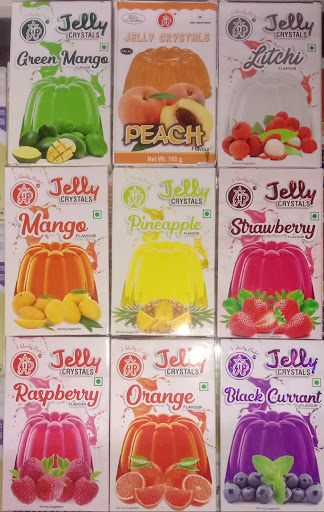 Jelly
CRYSTALS
Green Mango
FLAVOUR
JELLY CRYSTALS
PEACH
Flavour
Net Wt. 100 g
Jelly
CRYSTALS
Litchi
FLAVOUR
Jelly
CRYSTALS
Mango
FLAVOUR
Jelly
CRYSTALS
Pineapple
FLAVOUR
Jelly
CRYSTALS
Strawberry
FLAVOUR
Jelly
CRYSTALS
Raspberry
FLAVOUR
Jelly
CRYSTALS
Orange
FLAVOUR
Jelly
CRYSTALS
Black Currant
FLAVOUR